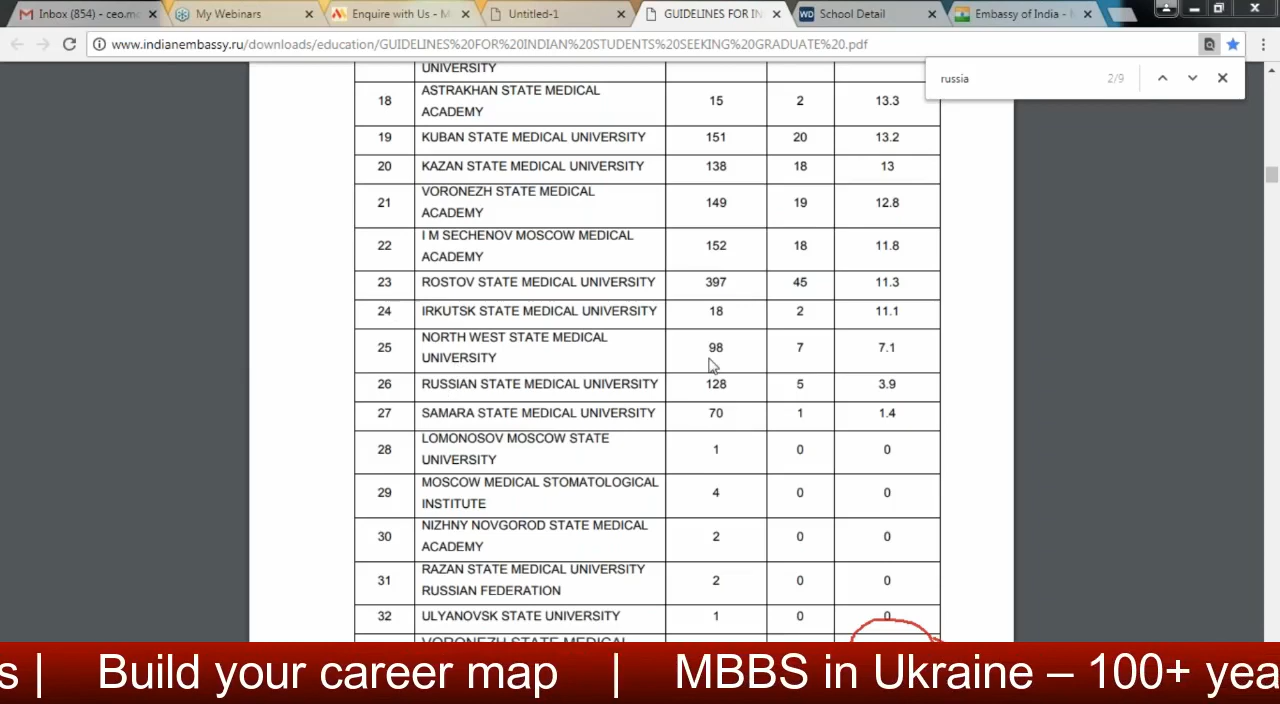 Inbox (854) - ceo.m
My Webinars
Enquire with Us - M
Untitled-1
GUIDELINES FOR IN
WD School Detail
Embassy of India -
www.indianembassy.ru/downloads/education/GUIDELINES%20FOR%20INDIAN%20STUDENTS%20SEEKING%20GRADUATE%20.pdf
russia 2/9
UNIVERSITY
18 ASTRAKHAN STATE MEDICAL ACADEMY 15 2 13.3
19 KUBAN STATE MEDICAL UNIVERSITY 151 20 13.2
20 KAZAN STATE MEDICAL UNIVERSITY 138 18 13
21 VORONEZH STATE MEDICAL ACADEMY 149 19 12.8
22 I M SECHENOV MOSCOW MEDICAL ACADEMY 152 18 11.8
23 ROSTOV STATE MEDICAL UNIVERSITY 397 45 11.3
24 IRKUTSK STATE MEDICAL UNIVERSITY 18 2 11.1
25 NORTH WEST STATE MEDICAL UNIVERSITY 98 7 7.1
26 RUSSIAN STATE MEDICAL UNIVERSITY 128 5 3.9
27 SAMARA STATE MEDICAL UNIVERSITY 70 1 1.4
28 LOMONOSOV MOSCOW STATE UNIVERSITY 1 0 0
29 MOSCOW MEDICAL STOMATOLOGICAL INSTITUTE 4 0 0
30 NIZHNY NOVGOROD STATE MEDICAL ACADEMY 2 0 0
31 RAZAN STATE MEDICAL UNIVERSITY RUSSIAN FEDERATION 2 0 0
32 ULYANOVSK STATE UNIVERSITY 1 0 0
VORONEZH STATE MEDICAL
s | Build your career map | MBBS in Ukraine – 100+ yea